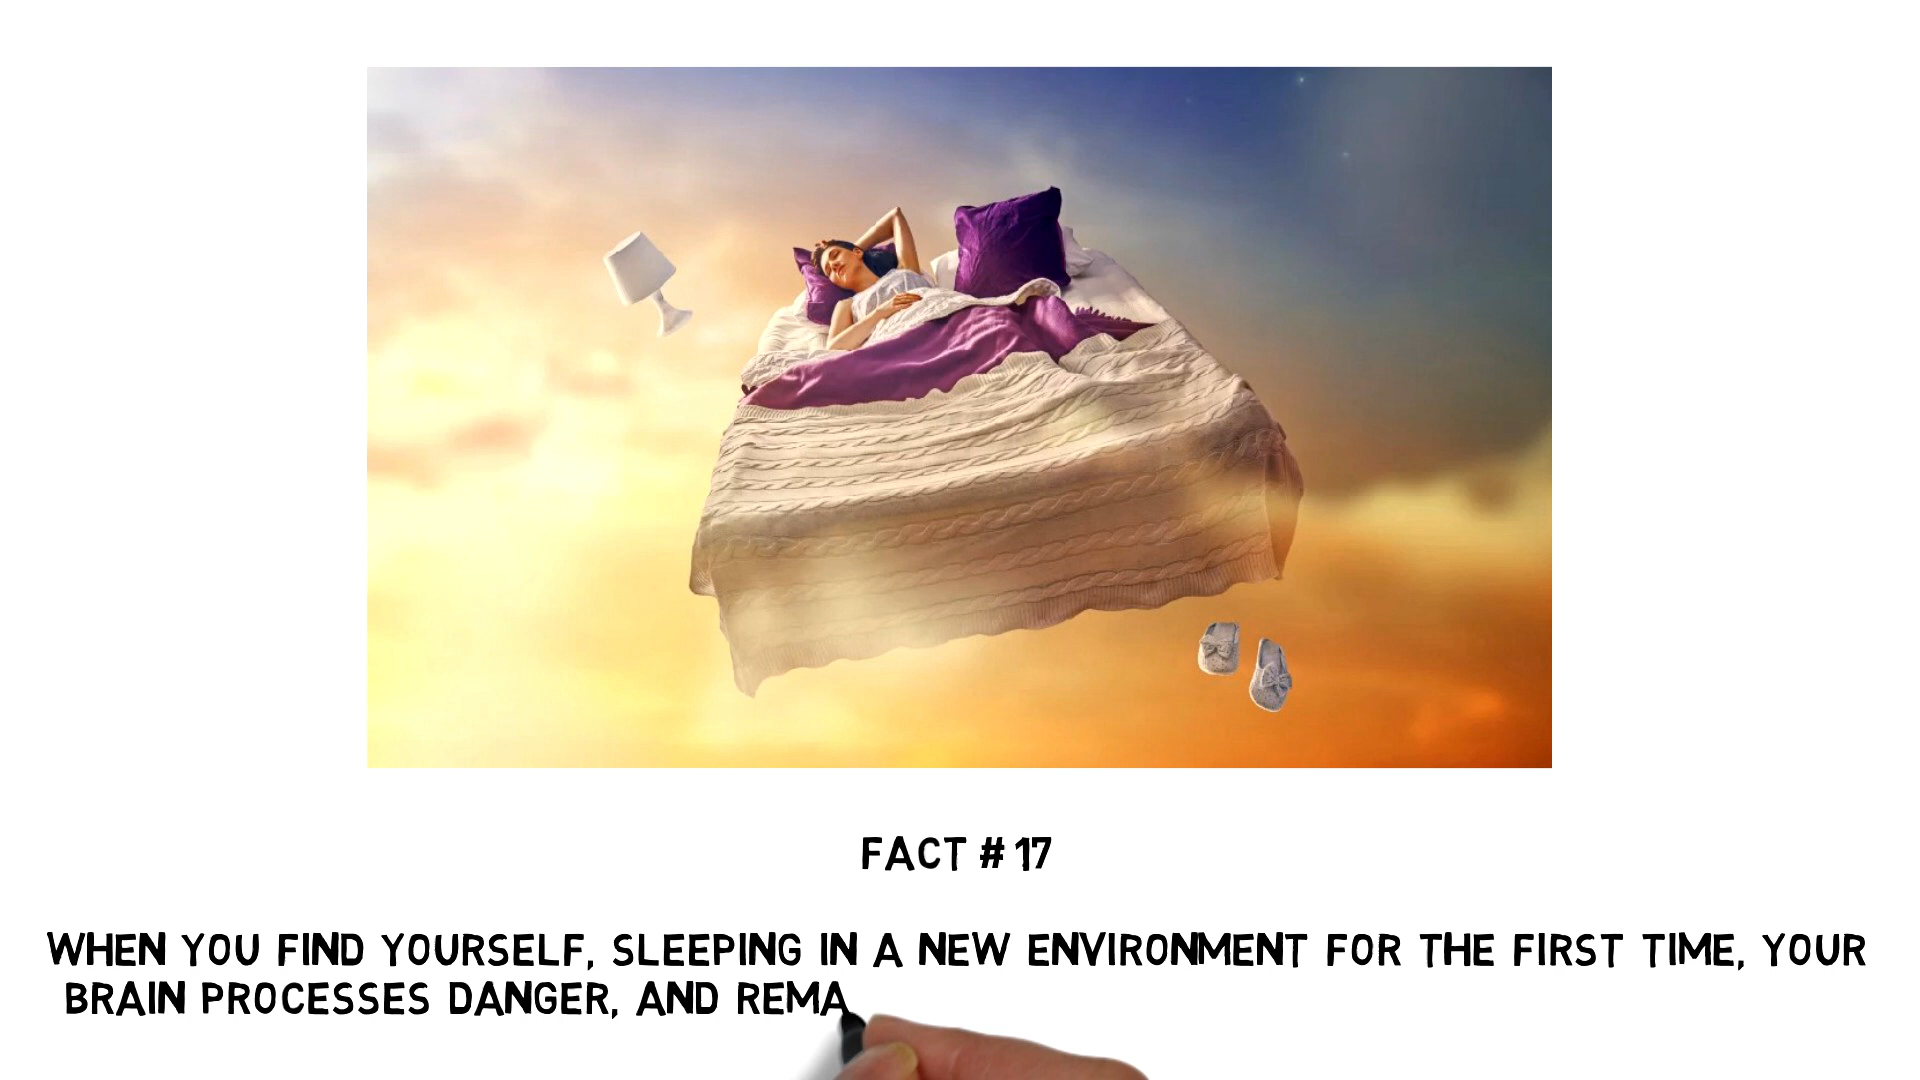 FACT # 17
WHEN YOU FIND YOURSELF, SLEEPING IN A NEW ENVIRONMENT FOR THE FIRST TIME, YOUR
BRAIN PROCESSES DANGER, AND REMA